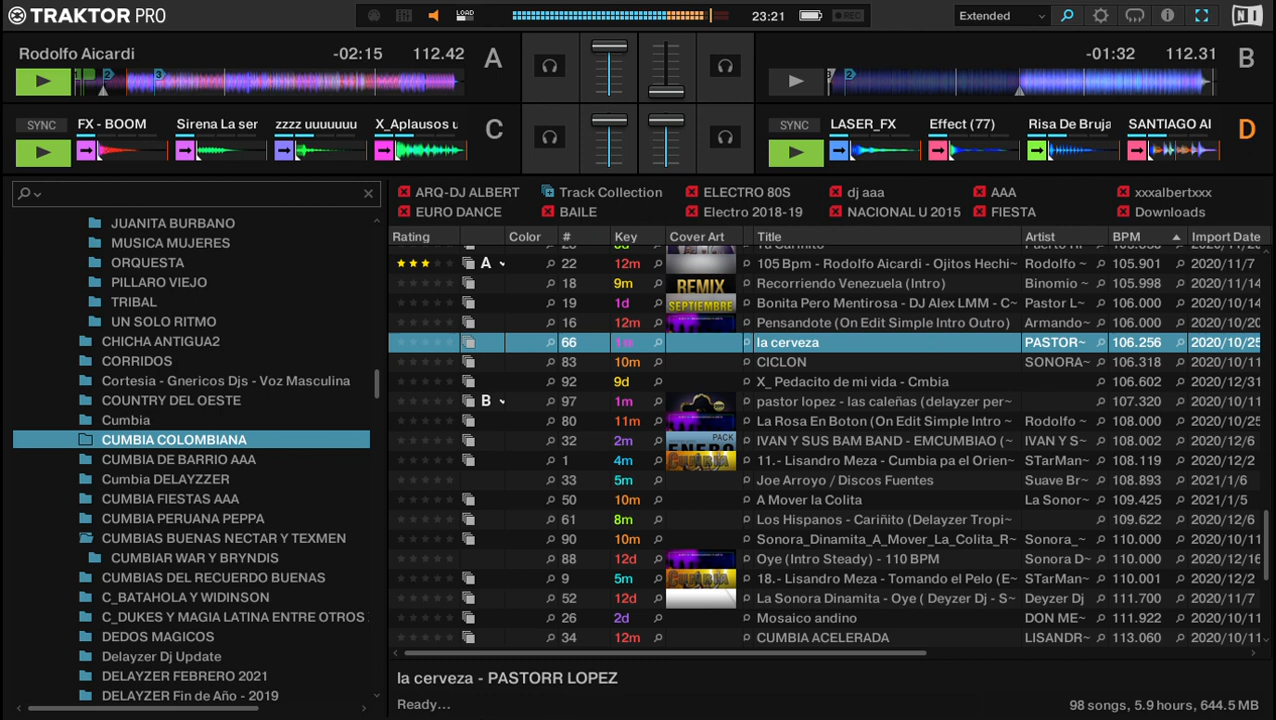 TRAKTOR PRO
LOAD
23:21
REC
Extended
Rodolfo Aicardi
-02:15
112.42
A
-01:32
112.31
B
SYNC
FX - BOOM
Sirena La ser
zzzz uuuuuuu
X_Aplausos u
C
SYNC
LASER_FX
Effect (77)
Risa De Bruja
SANTIAGO AI
D
ARQ-DJ ALBERT
Track Collection
ELECTRO 80S
dj aaa
AAA
xxxalbertxxx
EURO DANCE
BAILE
Electro 2018-19
NACIONAL U 2015
FIESTA
Downloads
JUANITA BURBANO
MUSICA MUJERES
ORQUESTA
PILLARO VIEJO
TRIBAL
UN SOLO RITMO
CHICHA ANTIGUA2
CORRIDOS
Cortesia - Gnericos Djs - Voz Masculina
COUNTRY DEL OESTE
Cumbia
CUMBIA COLOMBIANA
CUMBIA DE BARRIO AAA
Cumbia DELAYZZER
CUMBIA FIESTAS AAA
CUMBIA PERUANA PEPPA
CUMBIAS BUENAS NECTAR Y TEXMEN
CUMBIAR WAR Y BRYNDIS
CUMBIAS DEL RECUERDO BUENAS
C_BATAHOLA Y WIDINSON
C_DUKES Y MAGIA LATINA ENTRE OTROS
DEDOS MAGICOS
Delayzer Dj Update
DELAYZER FEBRERO 2021
DELAYZER Fin de Año - 2019
Rating Color # Key Cover Art Title Artist BPM Import Date
A 22 12m 105Bpm - Rodolfo Aicardi - Ojitos Hechi~ Rodolfo ~ 105.901 2020/11/7
18 9m REMIX Recorriendo Venezuela (Intro) Binomio ~ 105.998 2020/11/14
19 1d SEPTIEMBRE Bonita Pero Mentirosa - DJ Alex LMM - C~ Pastor L~ 106.000 2020/10/14
16 12m Pensandote (On Edit Simple Intro Outro) Armando~ 106.000 2020/10/20
66 1m la cerveza PASTOR~ 106.256 2020/10/25
83 10m CICLON SONORA~ 106.318 2020/12/6
92 9d X_ Pedacito de mi vida - Cmbia 106.602 2020/12/31
B 97 1m pastor lopez - las caleñas (delayzer per~ 107.320 2020/12/6
80 11m La Rosa En Boton (On Edit Simple Intro~ Rodolfo ~ 108.000 2020/10/25
32 2m PACK ENERO IVAN Y SUS BAM BAND - EMCUMBIAO (~ IVAN Y S~ 108.000 2020/12/6
1 4m CUMBIA 11.- Lisandro Meza - Cumbia pa el Orien~ STarMan~ 108.119 2020/12/2
33 5m Joe Arroyo / Discos Fuentes Suave Br~ 108.893 2021/1/6
50 10m A Mover la Colita La Sonor~ 109.425 2021/1/5
61 8m Los Hispanos - Cariñito (Delayzer Tropi~ 109.622 2020/12/6
90 10m Sonora_Dinamita_A_Mover_La_Colita_R~ Sonora_~ 110.000 2020/12/6
88 12d Oye (Intro Steady) - 110 BPM Sonora D~ 110.000 2020/12/16
9 5m CUMBIA 18.- Lisandro Meza - Tomando el Pelo (E~ STarMan~ 110.001 2020/12/2
52 12d La Sonora Dinamita - Oye ( Deyzer Dj - S~ Deyzer Dj 111.700 2020/11/7
26 2d Mosaico andino DON ME~ 111.922 2020/12/6
34 12m CUMBIA ACELERADA LISANDR~ 113.060 2020/10/11
la cerveza - PASTORR LOPEZ
Ready...
98 songs, 5.9 hours, 644.5 MB